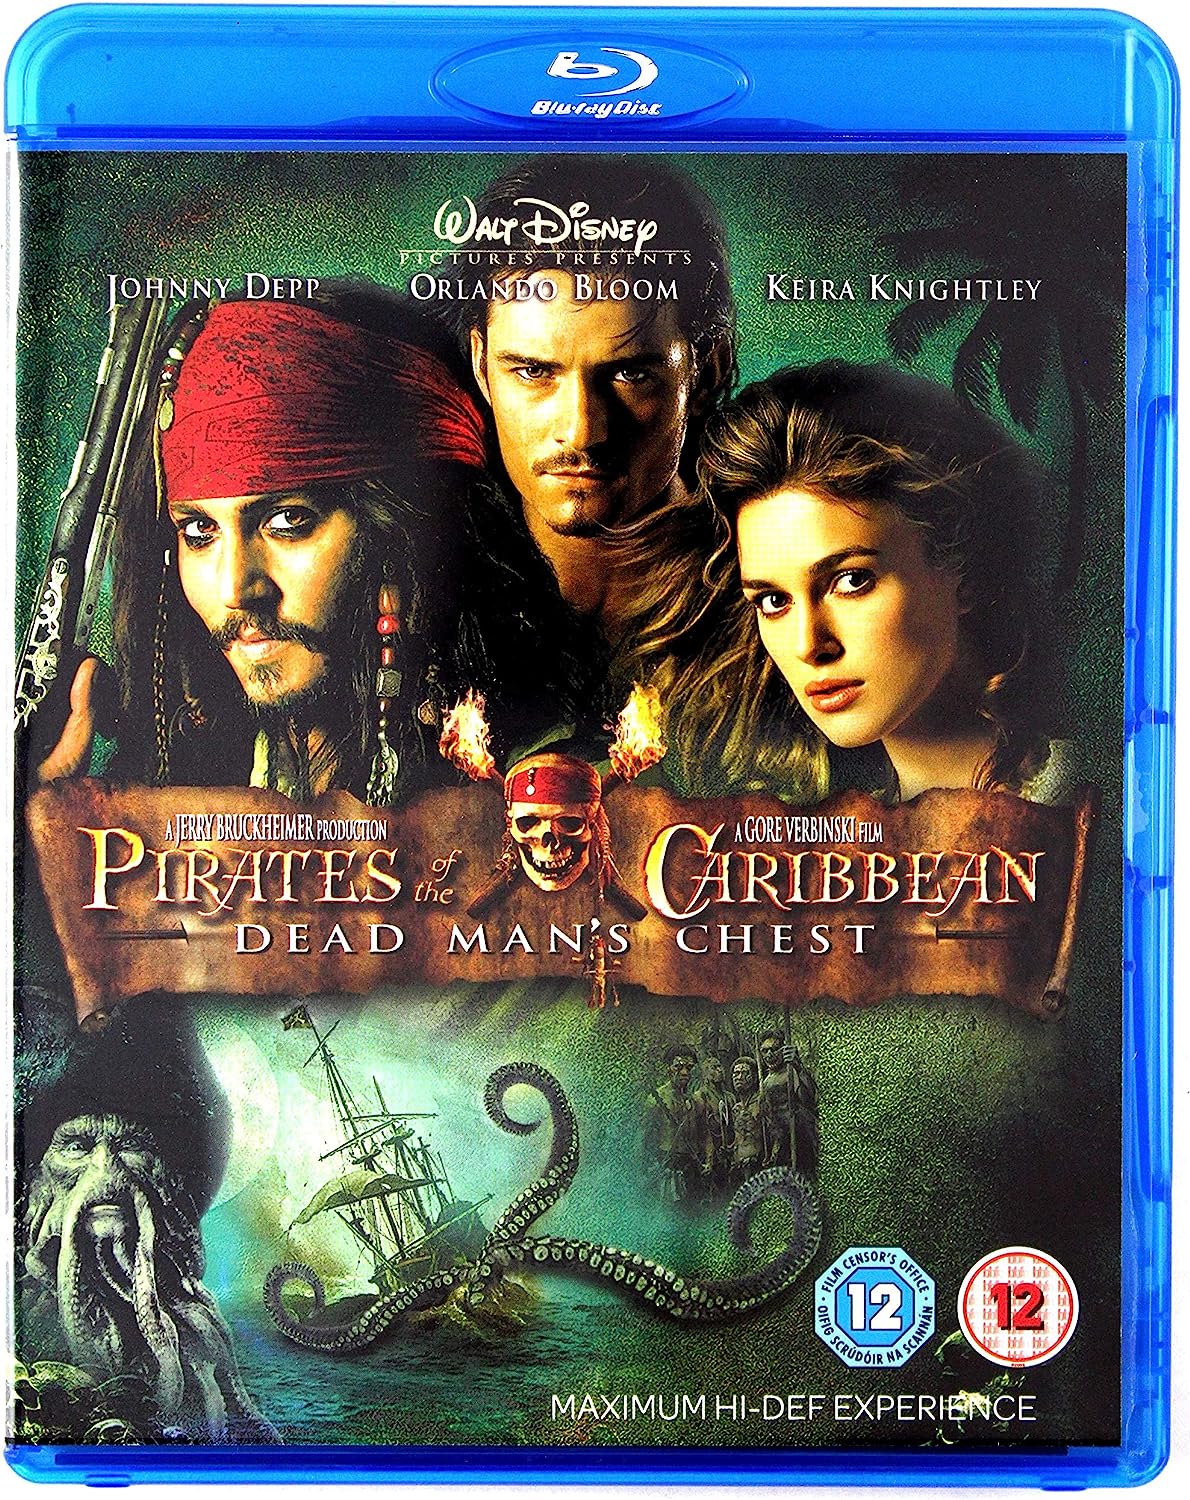 Blu-ray Disc
WALT DISNEY
PICTURES PRESENTS
JOHNNY DEPP ORLANDO BLOOM KEIRA KNIGHTLEY
A JERRY BRUCKHEIMER PRODUCTION A GORE VERBINSKI FILM
PIRATES of the CARIBBEAN
DEAD MAN'S CHEST
FILM CENSOR'S OFFICE
12
OIFIG SCRÚDÓIR NA SCANNÁN
12
MAXIMUM HI-DEF EXPERIENCE